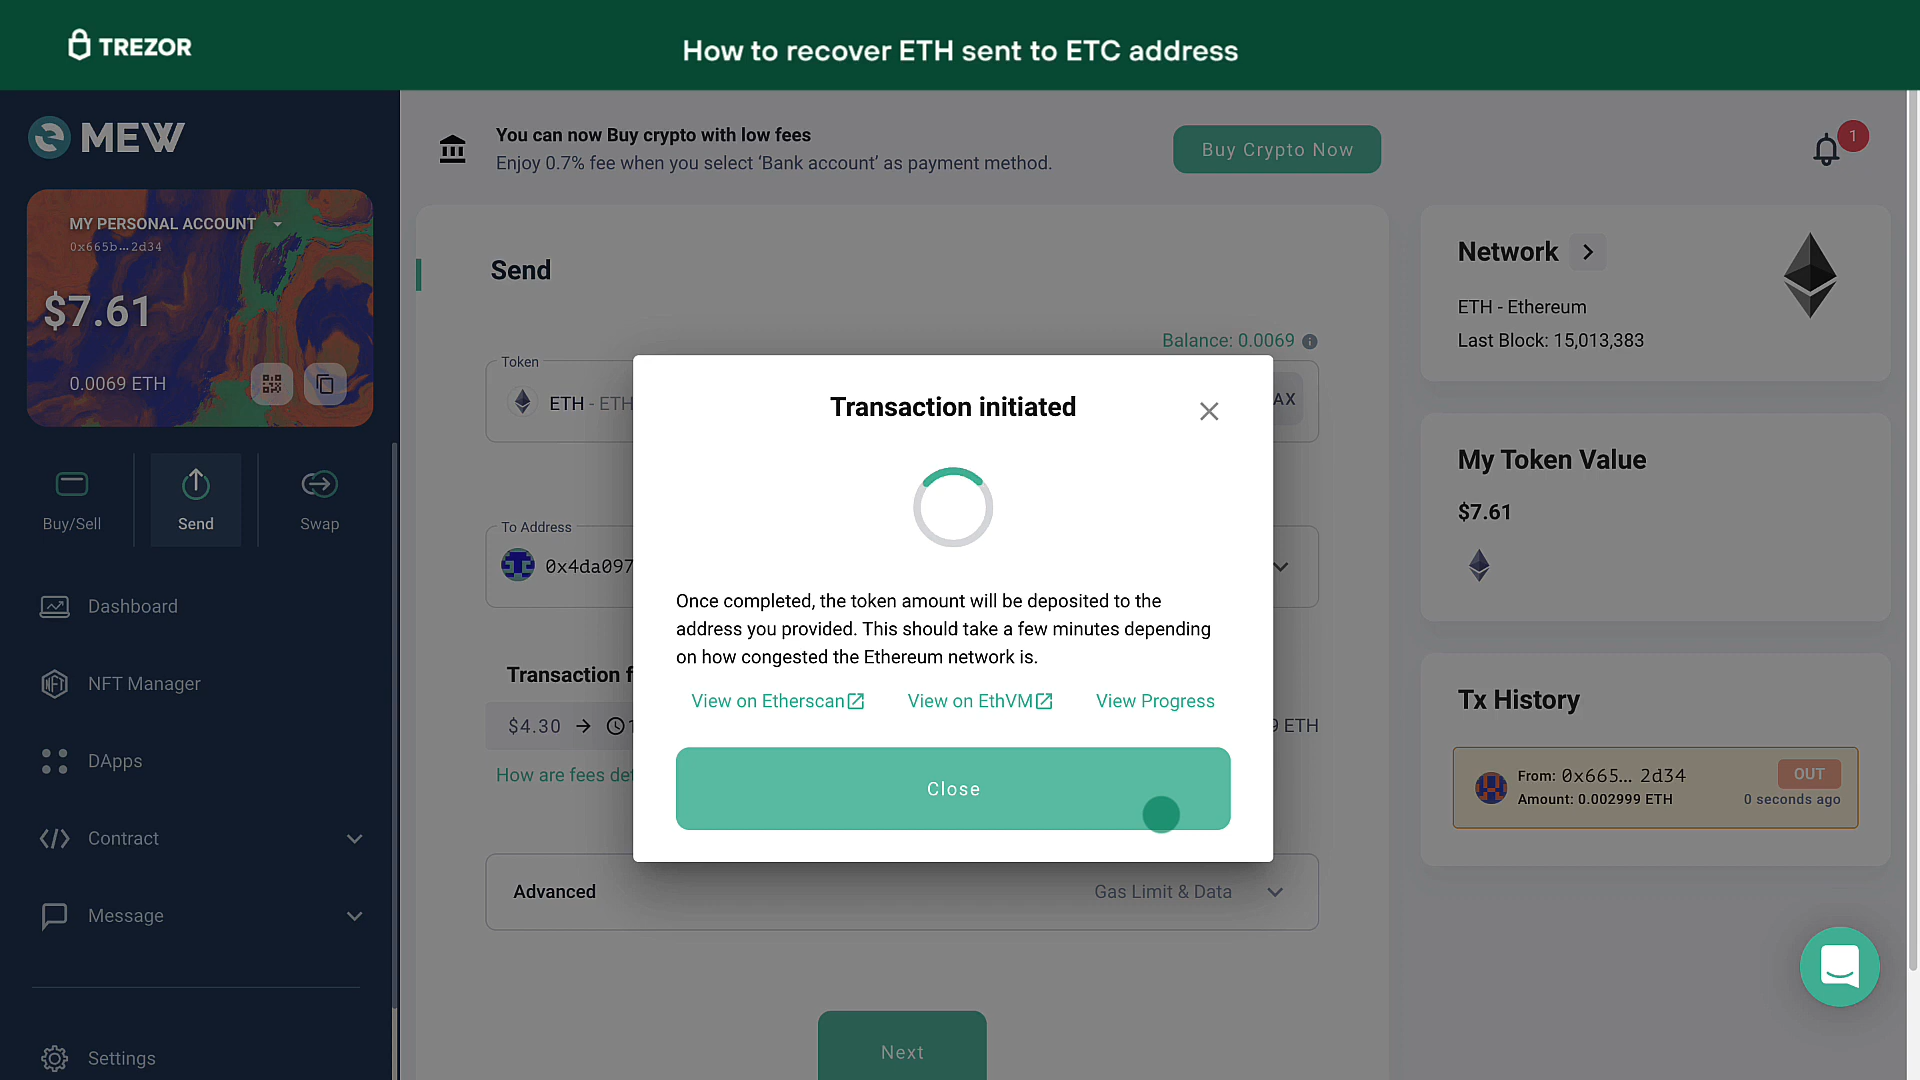 TREZOR
How to recover ETH sent to ETC address
MEW
MY PERSONAL ACCOUNT
0x665b...2d34
$7.61
0.0069 ETH
Buy/Sell
Send
Swap
Dashboard
NFT Manager
DApps
Contract
Message
Settings
You can now Buy crypto with low fees
Enjoy 0.7% fee when you select ‘Bank account’ as payment method.
Buy Crypto Now
1
Send
Balance: 0.0069
Token
ETH - ETH
AX
To Address
0x4da097
Transaction f
$4.30
9 ETH
How are fees det
Advanced
Gas Limit & Data
Next
Transaction initiated
Once completed, the token amount will be deposited to the
address you provided. This should take a few minutes depending
on how congested the Ethereum network is.
View on Etherscan
View on EthVM
View Progress
Close
Network
ETH - Ethereum
Last Block: 15,013,383
My Token Value
$7.61
Tx History
From: 0x665... 2d34
OUT
Amount: 0.002999 ETH
0 seconds ago